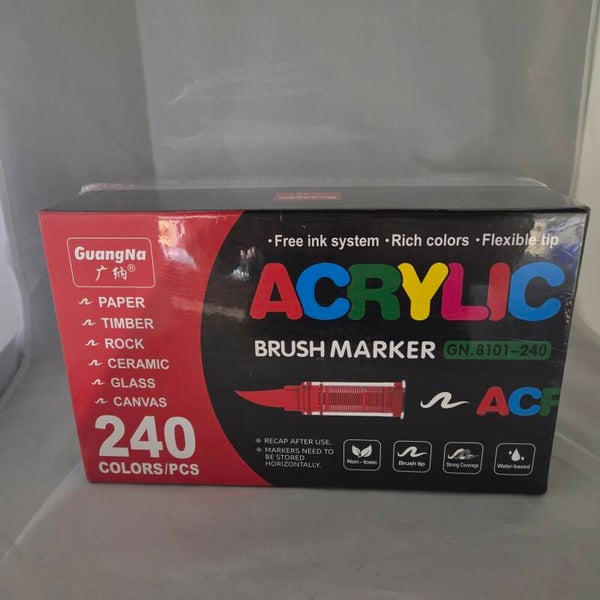 GuangNa
GuangNa
广纳®
PAPER
TIMBER
ROCK
CERAMIC
GLASS
CANVAS
240
COLORS/PCS
·Free ink system ·Rich colors ·Flexible tip
ACRYLIC
BRUSH MARKER GN.8101-240
ACR
※ RECAP AFTER USE.
※ MARKERS NEED TO
BE STORED
HORIZONTALLY.
Non-toxic
Brush tip
Strong Coverage
Water-based